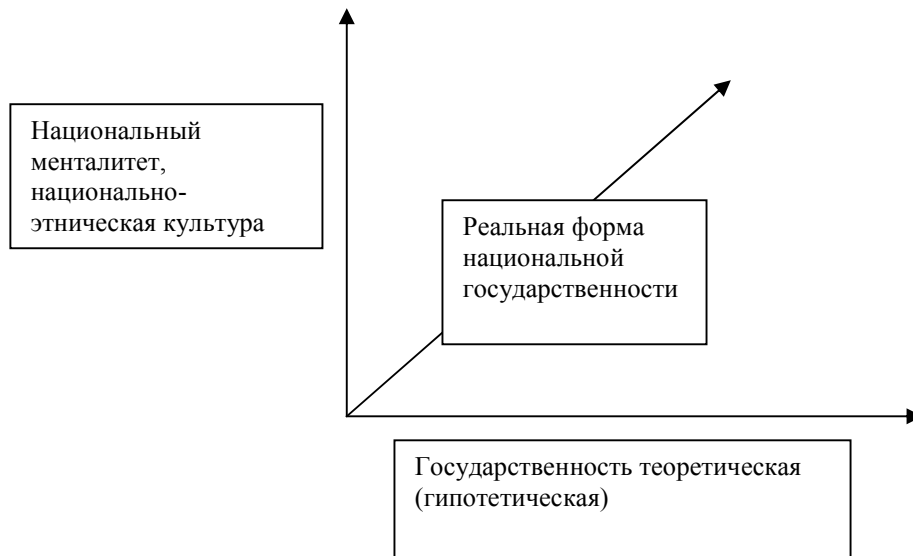 Национальный
менталитет,
национально-
этническая культура
Реальная форма
национальной
государственности
Государственность теоретическая
(гипотетическая)